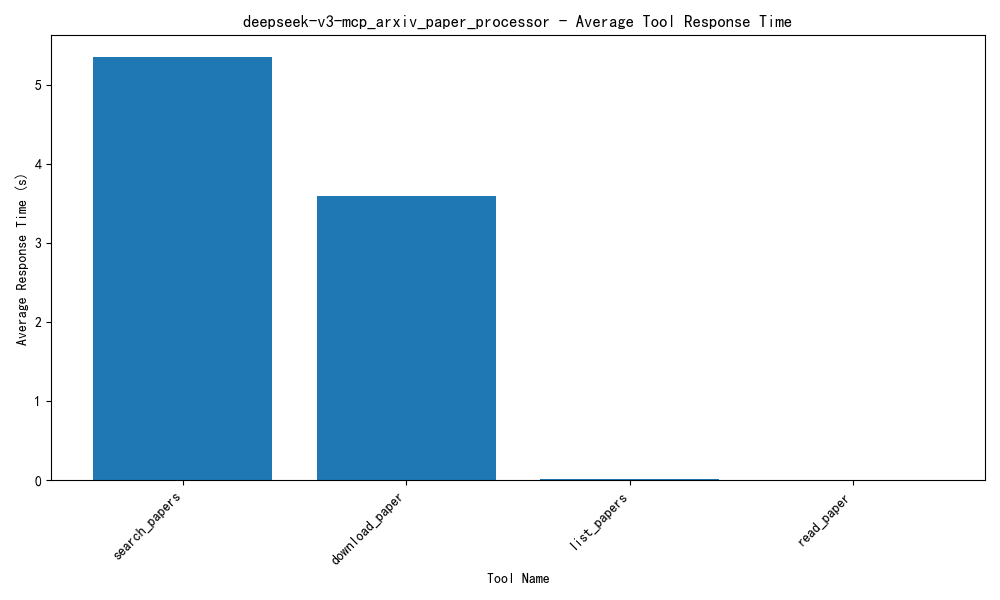 deepseek-v3-mcp_arxiv_paper_processor - Average Tool Response Time
Average Response Time (s)
5
4
3
2
1
0
search_papers
download_paper
list_papers
read_paper
Tool Name